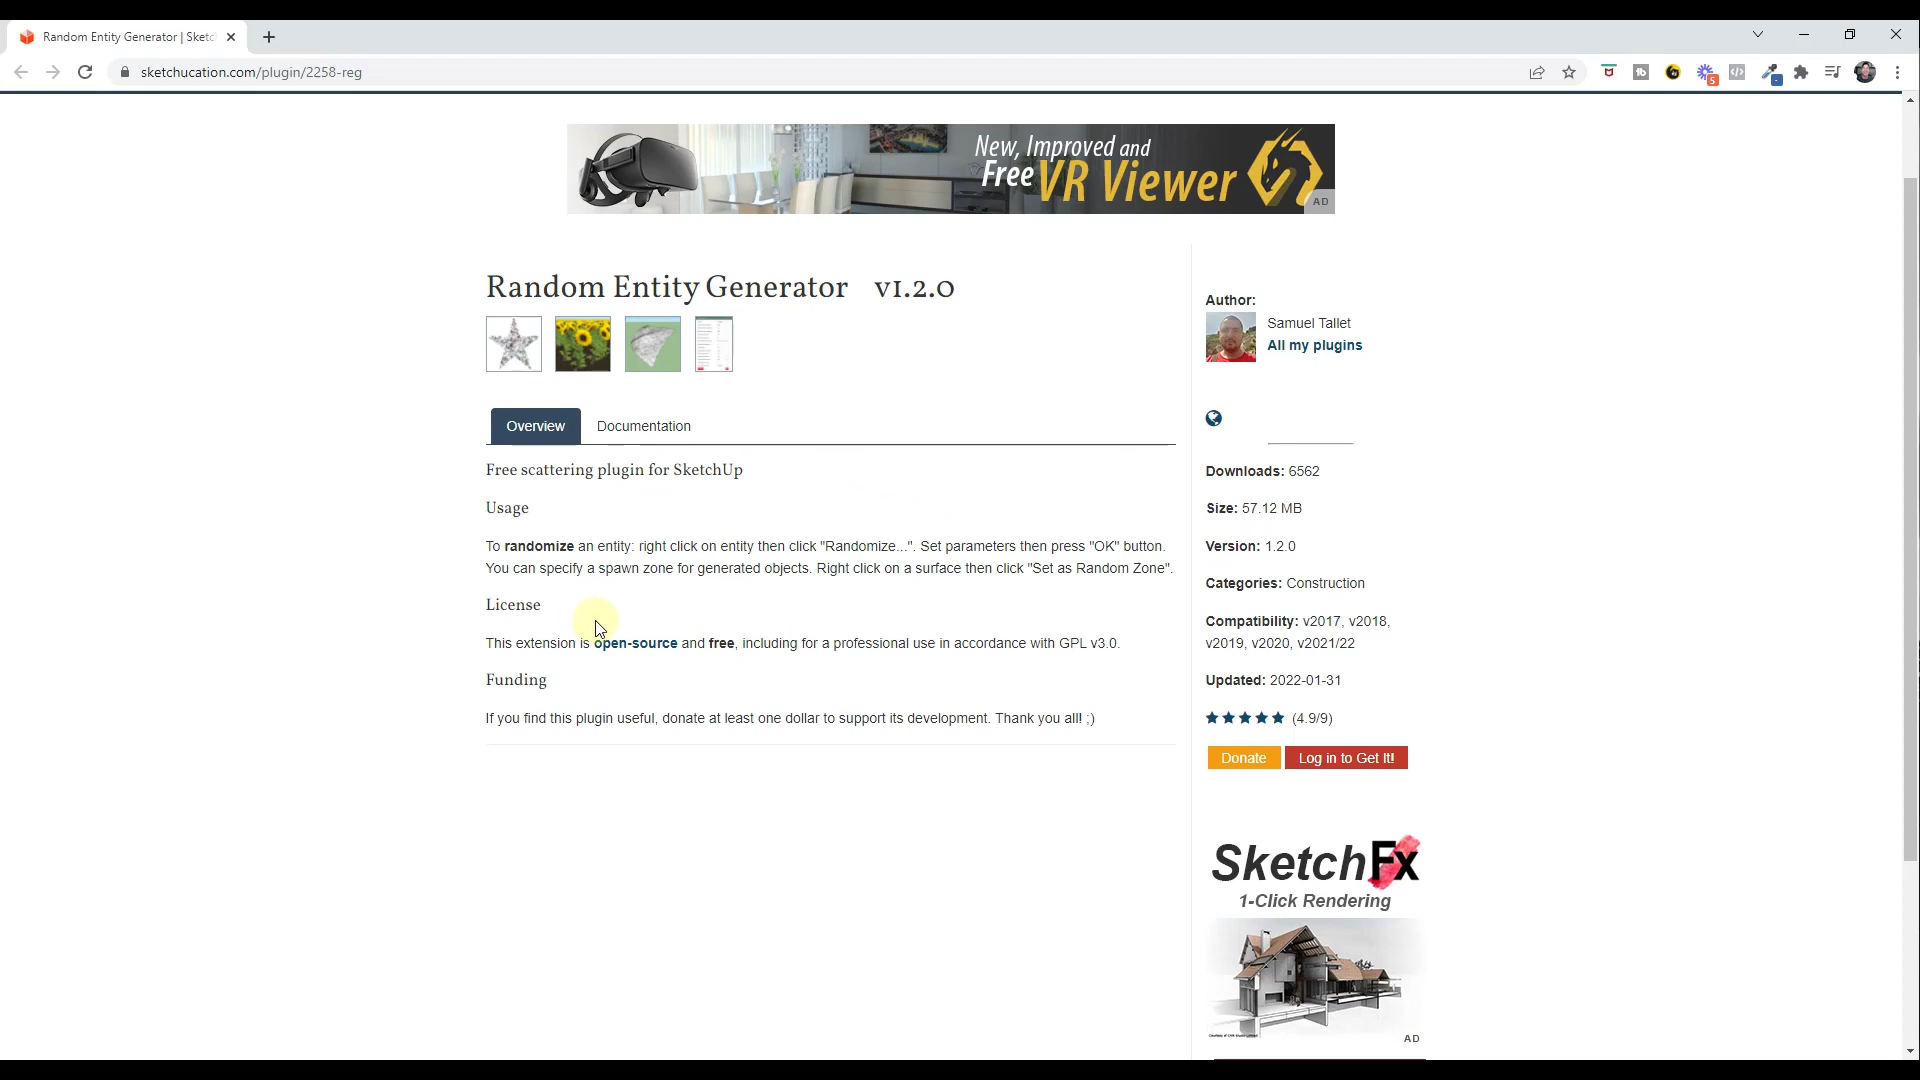 Random Entity Generator | Sketc
sketchucation.com/plugin/2258-reg
5
New, Improved and
Free VR Viewer
AD
Random Entity Generator v1.2.0
Author:
Samuel Tallet
All my plugins
Overview
Documentation
Free scattering plugin for SketchUp
Usage
To randomize an entity: right click on entity then click "Randomize...". Set parameters then press "OK" button.
You can specify a spawn zone for generated objects. Right click on a surface then click "Set as Random Zone".
License
This extension is open-source and free, including for a professional use in accordance with GPL v3.0.
Funding
If you find this plugin useful, donate at least one dollar to support its development. Thank you all! ;)
Downloads: 6562
Size: 57.12 MB
Version: 1.2.0
Categories: Construction
Compatibility: v2017, v2018,
v2019, v2020, v2021/22
Updated: 2022-01-31
(4.9/9)
Donate
Log in to Get It!
SketchFx
1-Click Rendering
AD